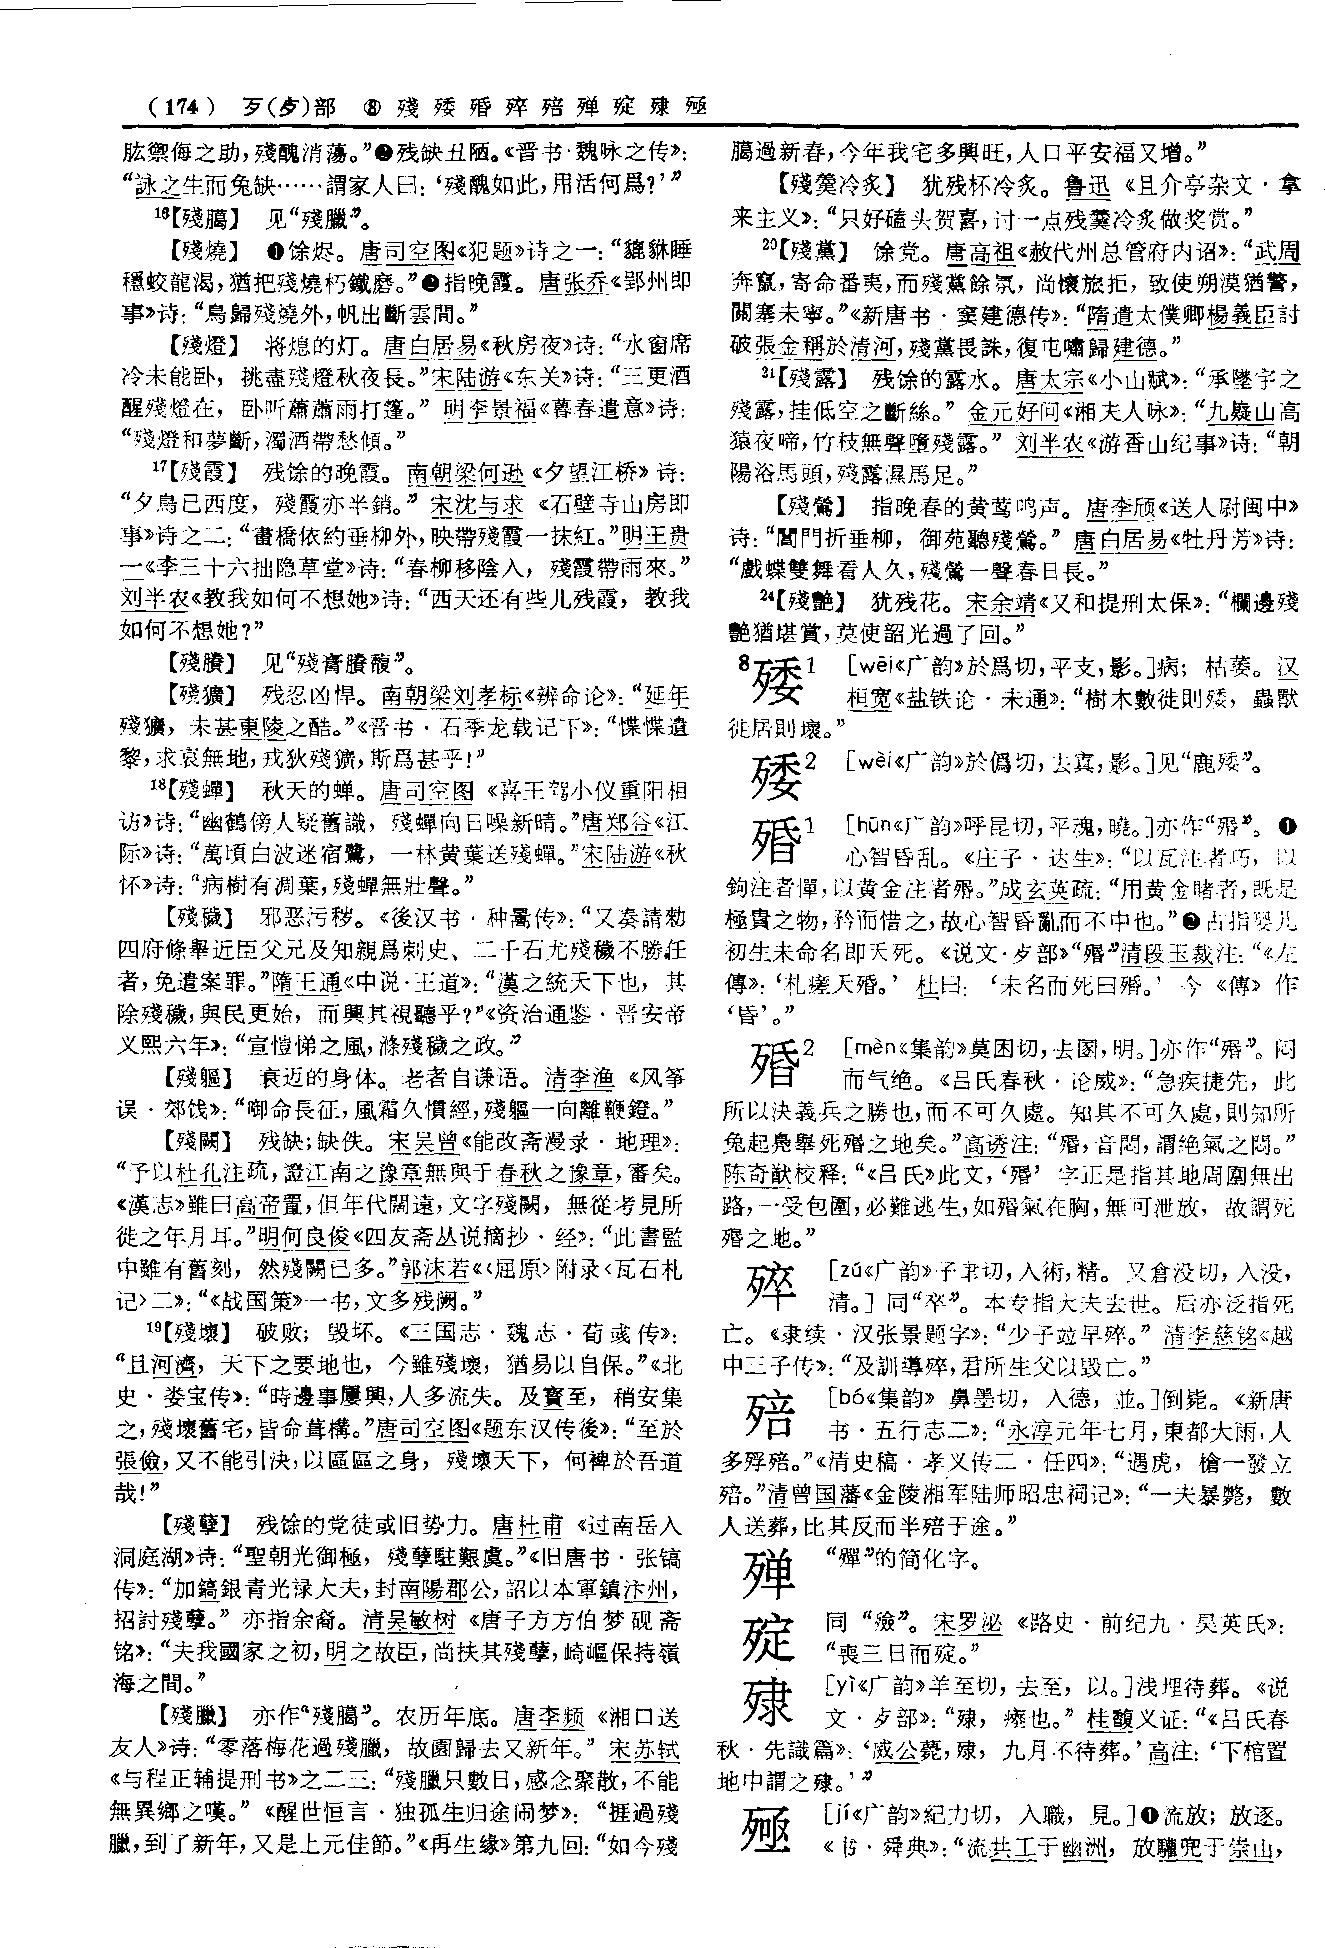 (174) 歹(歺)部 ⑧ 殘 㱛 殙 殚 殕 殫 殔 殛
肱禦侮之助，殘醜消蕩。”❷残缺丑陋。《晋书·魏咏之传》：
“詠之生而兔缺……謂家人曰：‘殘醜如此，用活何爲？’”
¹⁶【殘臈】 见“殘臘”。
【殘燒】 ❶馀烬。唐司空图《犯题》诗之一：“貔貅睡
穩蛟龍渴，猶把殘燒朽鐵磨。”❷指晚霞。唐张乔《郢州即
事》诗：“鳥歸殘燒外，帆出斷雲間。”
【殘燈】 将熄的灯。唐白居易《秋房夜》诗：“水窗席
冷未能卧，挑盡殘燈秋夜長。”宋陆游《东关》诗：“三更酒
醒殘燈在，卧听蕭蕭雨打篷。” 明李景福《暮春遣意》诗：
“殘燈和夢斷，濁酒帶愁傾。”
¹⁷【殘霞】 残馀的晚霞。南朝梁何逊《夕望江桥》诗：
“夕鳥已西度，殘霞亦半銷。” 宋沈与求《石壁寺山房即
事》诗之二：“畫橋依約垂柳外，映帶殘霞一抹紅。”明王贵
一《李三十六拙隐草堂》诗：“春柳移陰入，殘霞帶雨來。”
刘半农《教我如何不想她》诗：“西天还有些儿残霞，教我
如何不想她？”
【殘賸】 见“殘膏賸馥”。
【殘獷】 残忍凶悍。南朝梁刘孝标《辨命论》：“延年
殘獷，未甚東陵之酷。”《晋书·石季龙载记下》：“惵惵遺
黎，求哀無地，戎狄殘獷，斯爲甚乎！”
¹⁸【殘蟬】 秋天的蝉。唐司空图《喜王驾小仪重阳相
访》诗：“幽鶴傍人疑舊識，殘蟬向日噪新晴。”唐郑谷《江
际》诗：“萬頃白波迷宿鷺，一林黄葉送殘蟬。”宋陆游《秋
怀》诗：“病樹有凋葉，殘蟬無壯聲。”
【殘穢】 邪恶污秽。《後汉书·种暠传》：“又奏請勑
四府條舉近臣父兄及知親爲刺史、二千石尤殘穢不勝任
者，免遣案罪。”隋王通《中说·王道》：“漢之統天下也，其
除殘穢，與民更始，而興其視聽乎？”《资治通鉴·晋安帝
义熙六年》：“宣愷悌之風，滌殘穢之政。”
【殘軀】 衰迈的身体。老者自谦语。清李渔《风筝
误·郊饯》：“啣命長征，風霜久慣經，殘軀一向離鞭鐙。”
【殘闕】 残缺；缺佚。宋吴曾《能改斋漫录·地理》：
“予以杜孔注疏，證江南之豫章無與于春秋之豫章，審矣。
《漢志》雖曰高帝置，但年代闊遠，文字殘闕，無從考見所
徙之年月耳。”明何良俊《四友斋丛说摘抄·经》：“此書監
中雖有舊刻，然殘闕已多。”郭沫若《〈屈原〉附录〈瓦石札
记〉二》：“《战国策》一书，文多残阙。”
¹⁹【殘壞】 破败；毁坏。《三国志·魏志·荀彧传》：
“且河濟，天下之要地也，今雖殘壞，猶易以自保。”《北
史·娄宝传》：“時邊事屢興，人多流失。及寳至，稍安集
之，殘壞舊宅，皆命葺構。”唐司空图《题东汉传後》：“至於
張儉，又不能引決，以區區之身，殘壞天下，何裨於吾道
哉！”
【殘孽】 残馀的党徒或旧势力。唐杜甫《过南岳入
洞庭湖》诗：“聖朝光御極，殘孽駐艱虞。”《旧唐书·张镐
传》：“加鎬銀青光禄大夫，封南陽郡公，詔以本軍鎮汴州，
招討殘孽。” 亦指余裔。清吴敏树《唐子方方伯梦砚斋
铭》：“夫我國家之初，明之故臣，尚扶其殘孽，崎嶇保持嶺
海之間。”
【殘臘】 亦作“殘臈”。农历年底。唐李频《湘口送
友人》诗：“零落梅花過殘臘，故園歸去又新年。” 宋苏轼
《与程正辅提刑书》之二三：“殘臘只數日，感念聚散，不能
無異鄉之嘆。”《醒世恒言·独孤生归途闹梦》：“捱過殘
臘，到了新年，又是上元佳節。”《再生缘》第九回：“如今殘
臈過新春，今年我宅多興旺，人口平安福又增。”
【殘羹冷炙】 犹残杯冷炙。鲁迅《且介亭杂文·拿
来主义》：“只好磕头贺喜，讨一点残羹冷炙做奖赏。”
²⁰【殘黨】 馀党。唐高祖《赦代州总管府内诏》：“武周
奔竄，寄命番夷，而殘黨餘氛，尚懷旅拒，致使朔漠猶警，
關塞未寧。”《新唐书·窦建德传》：“隋遣太僕卿楊義臣討
破張金稱於清河，殘黨畏誅，復屯嘯歸建德。”
²¹【殘露】 残馀的露水。唐太宗《小山赋》：“承墜宇之
殘露，挂低空之斷絲。” 金元好问《湘夫人咏》：“九嶷山高
猿夜啼，竹枝無聲墮殘露。” 刘半农《游香山纪事》诗：“朝
陽浴馬頭，殘露濕馬足。”
【殘鶯】 指晚春的黄莺鸣声。唐李颀《送人尉闽中》
诗：“閶門折垂柳，御苑聽殘鶯。” 唐白居易《牡丹芳》诗：
“戲蝶雙舞看人久，殘鶯一聲春日長。”
²⁴【殘艷】 犹残花。宋余靖《又和提刑太保》：“欄邊殘
艷猶堪賞，莫使韶光過了回。”
⁸㱛¹ ［wēi《广韵》於爲切，平支，影。］病；枯萎。汉
桓宽《盐铁论·未通》：“樹木數徙則㱛，蟲獸
徙居則壞。”
㱛² ［wèi《广韵》於僞切，去寘，影。］见“鹿㱛”。
殙¹ ［hūn《广韵》呼昆切，平魂，曉。］亦作“殙”。❶
心智昏乱。《庄子·达生》：“以瓦注者巧，以
鉤注者憚，以黄金注者殙。”成玄英疏：“用黄金賭者，既是
極貴之物，矜而惜之，故心智昏亂而不中也。”❷古指婴儿
初生未命名即夭死。《说文·歺部》“殙”清段玉裁注：“《左
傳》：‘札瘥夭殙。’ 杜曰：‘未名而死曰殙。’ 今《傳》作
‘昏’。”
殙² ［mèn《集韵》莫困切，去圂，明。］亦作“殙”。闷
而气绝。《吕氏春秋·论威》：“急疾捷先，此
所以決義兵之勝也，而不可久處。知其不可久處，則知所
兔起鳧舉死殙之地矣。”高诱注：“殙，音悶，謂絶氣之悶。”
陈奇猷校释：“《吕氏》此文，‘殙’ 字正是指其地周圍無出
路，一受包圍，必難逃生，如殙氣在胸，無可泄放，故謂死
殙之地。”
殚 ［zú《广韵》子聿切，入術，精。又倉没切，入没，
清。］同“卒”。本专指大夫去世。后亦泛指死
亡。《隶续·汉张景题字》：“少子竝早殚。” 清李慈铭《越
中三子传》：“及訓導殚，君所生父以毁亡。”
殕 ［bó《集韵》鼻墨切，入德，並。］倒毙。《新唐
书·五行志二》：“永淳元年七月，東都大雨，人
多殍殕。”《清史稿·孝义传二·任四》：“遇虎，槍一發立
殕。”清曾国藩《金陵湘军陆师昭忠祠记》：“一夫暴斃，數
人送葬，比其反而半殕于途。”
殚 “殫”的简化字。
同“殮”。宋罗泌《路史·前纪九·吴英氏》：
“喪三日而。”
殔 ［yì《广韵》羊至切，去至，以。］浅埋待葬。《说
文·歺部》：“殔，瘞也。” 桂馥义证：“《吕氏春
秋·先識篇》：‘威公薨，殔，九月不待葬。’高注：‘下棺置
地中謂之殔。’”
殛 ［jí《广韵》紀力切，入職，見。］❶流放；放逐。
《书·舜典》：“流共工于幽洲，放驩兜于崇山，